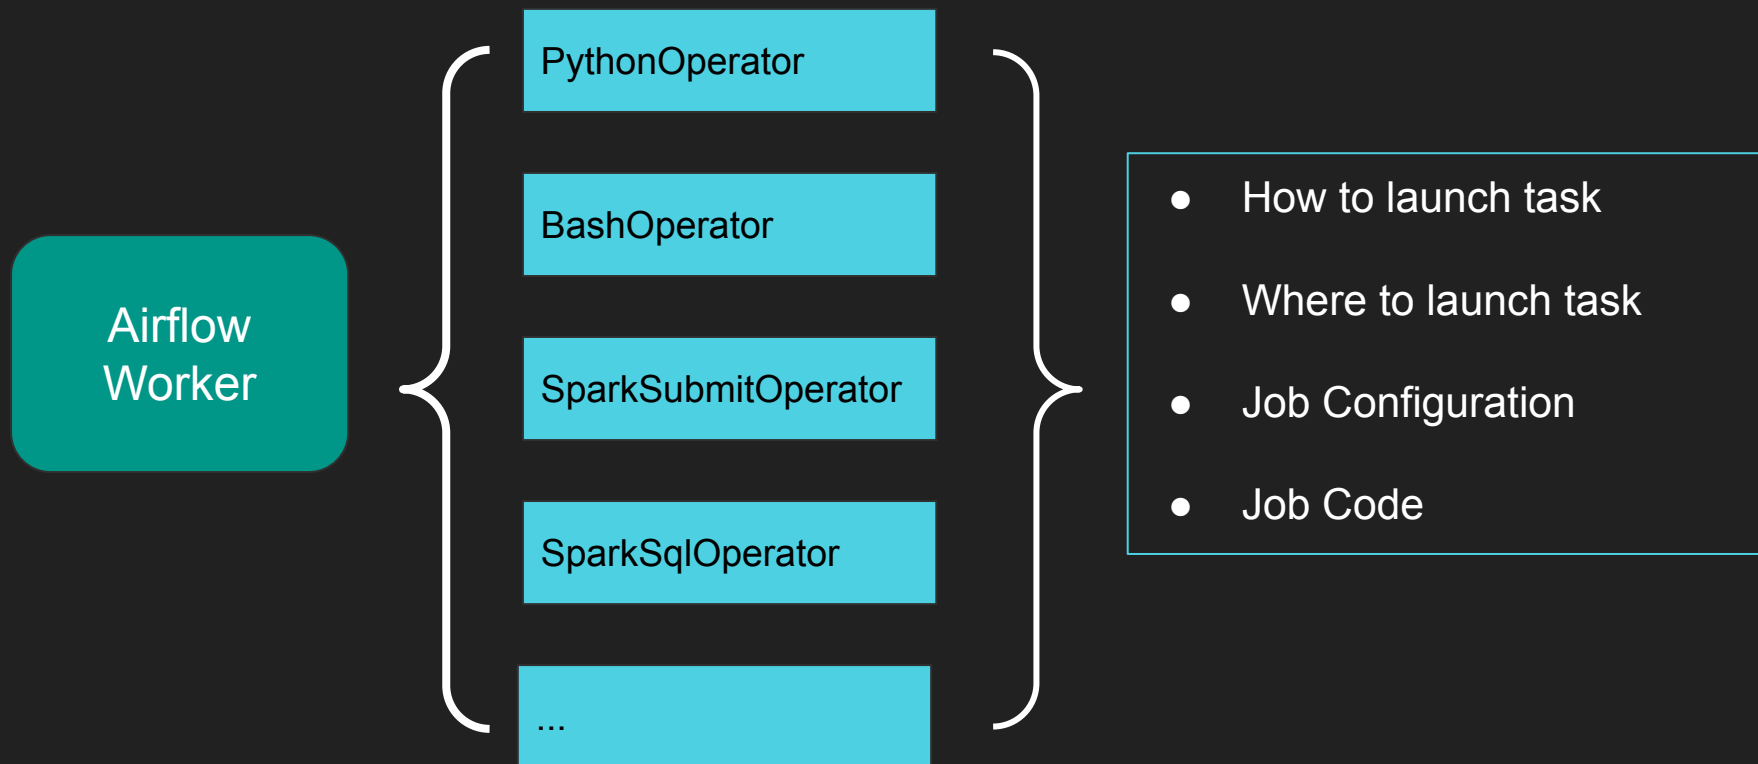 Airflow
Worker
PythonOperator
BashOperator
SparkSubmitOperator
SparkSqlOperator
...
● How to launch task
● Where to launch task
● Job Configuration
● Job Code